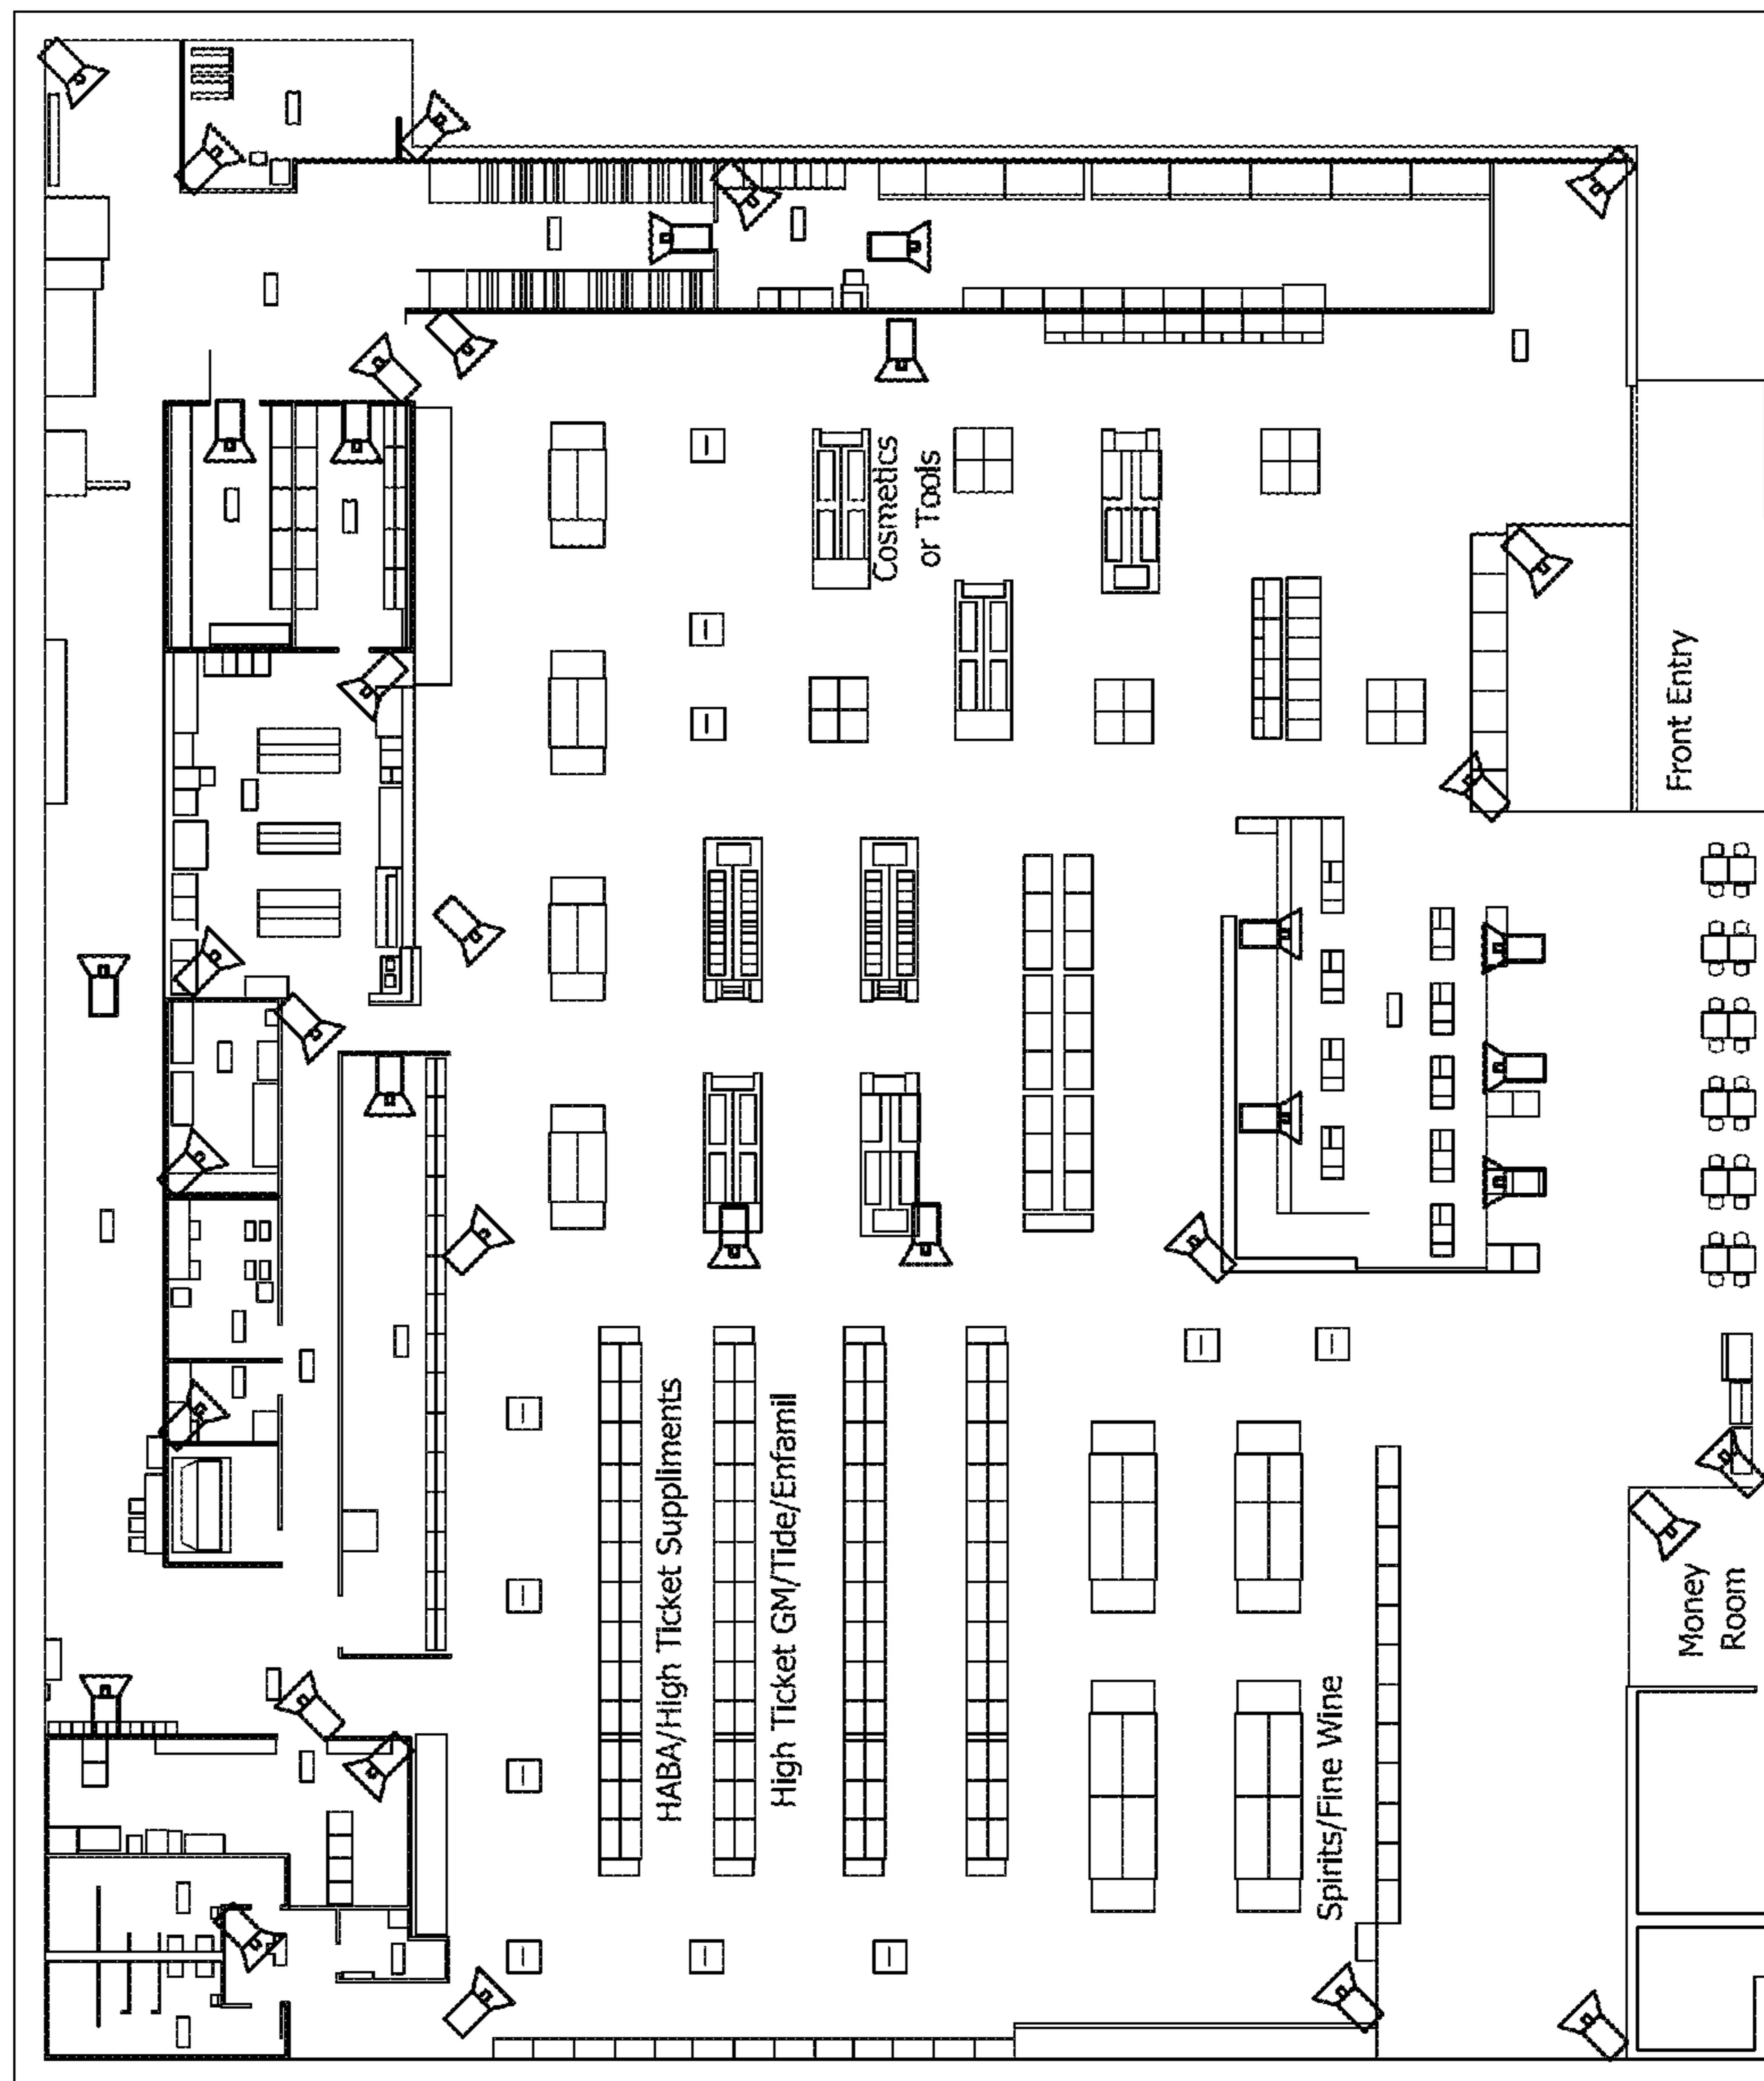 Cosmetics
or Tools
Front Entry
HABA/High Ticket Suppliments
High Ticket GM/Tide/Enfamil
Spirits/Fine Wine
Money
Room